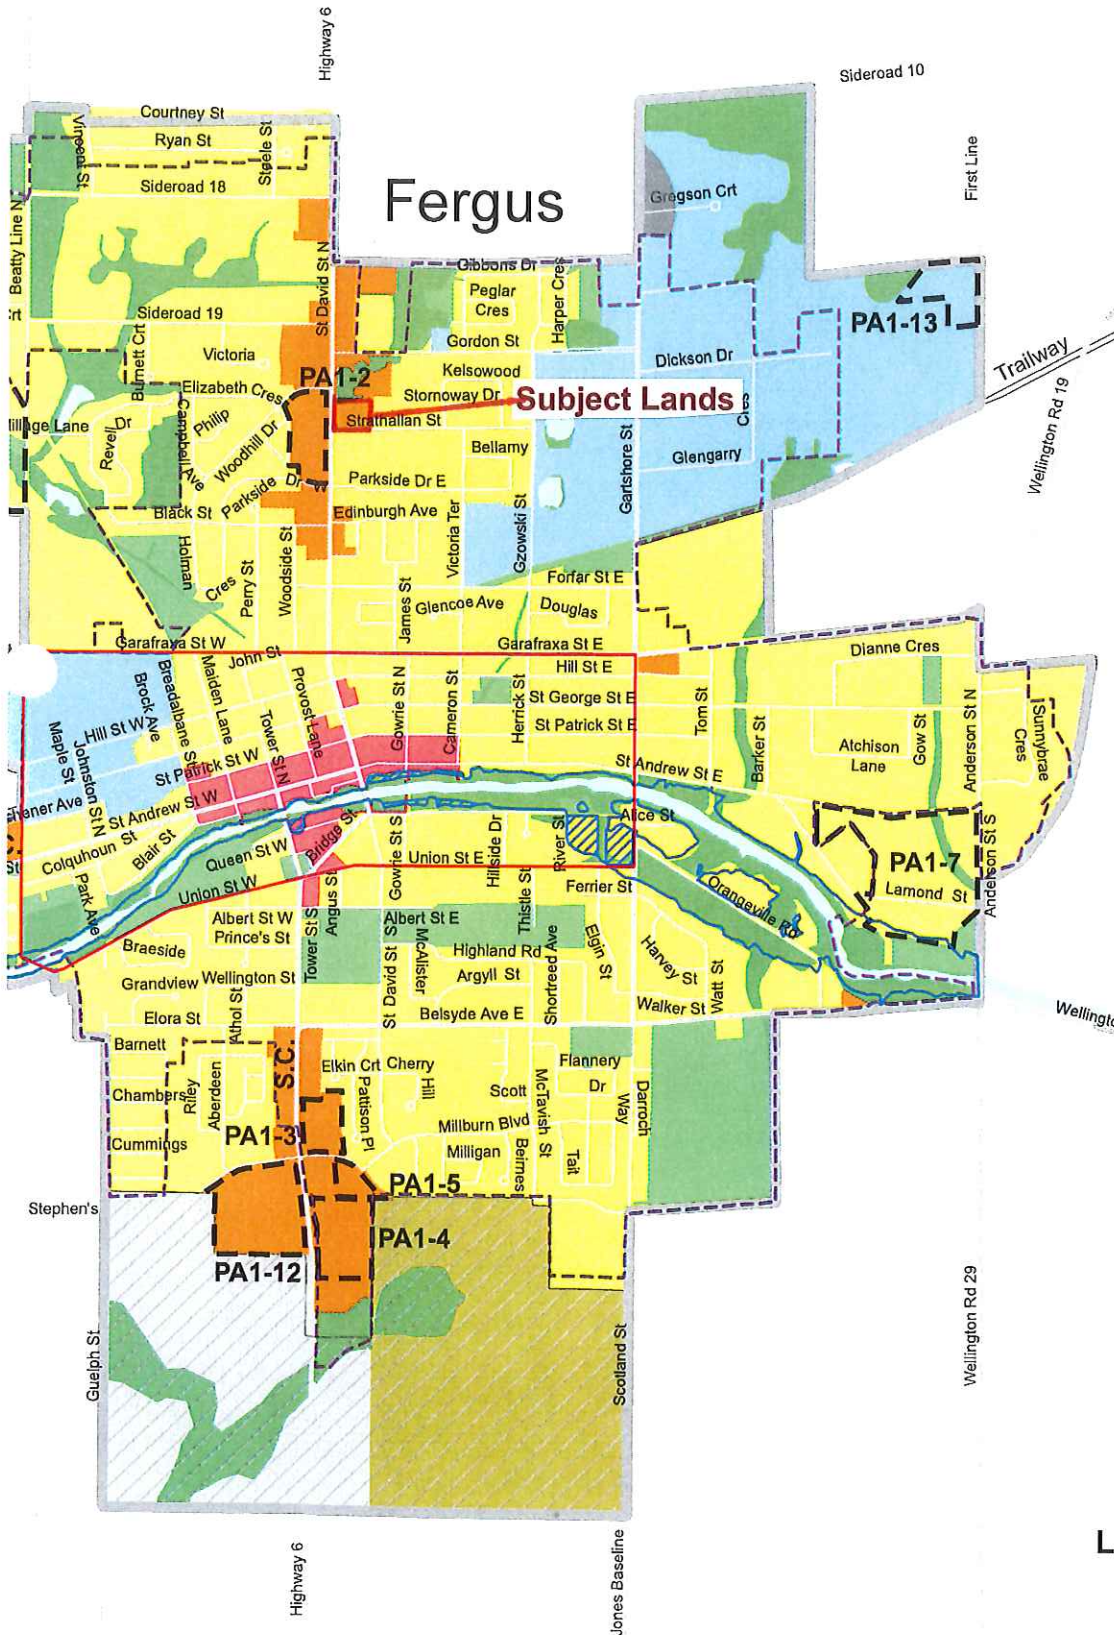 Highway 6
Sideroad 10
Courtney St
Vincent St
Ryan St
Steele St
Sideroad 18
Fergus
Gregson Crt
First Line
Beatty Line N
St David St N
Gibbons Dr
Peglar
Cres
Harper Cres
Sideroad 19
Gordon St
PA1-13
Burnett Crt
Victoria
Dickson Dr
Trailway
Kelsowood
PA1-2
Elizabeth Cres
Stornoway Dr
Subject Lands
Wellington Rd 19
Revell Dr
Campbell Ave
Philip
Strathallan St
Cres
Woodhill Dr
Bellamy
Gartshore St
Glengarry
Parkside Dr W
Parkside Dr E
Black St
Edinburgh Ave
Victoria Ter
Gzowski St
Holman
Cres
Perry St
Woodside St
James St
Forfar St E
Glencoe Ave
Douglas
Garafraxa St W
Garafraxa St E
John St
Hill St E
Dianne Cres
Breadalbane St
Maiden Lane
Brock Ave
Provost Lane
Gowrie St N
Cameron St
Herrick St
St George St E
Tom St
Hill St W
Maple St
Johnston St N
Tower St N
St Patrick St E
Barker St
Atchison
Lane
Gow St
Anderson St N
Sunnybrae
Cres
St Patrick St W
St Andrew St E
St Andrew St W
Colquhoun St
Blair St
Queen St W
Bridge St
Gowrie St S
Hillside Dr
River St
Alice St
Union St E
PA1-7
Lamond St
Anderson St S
Park Ave
Union St W
Angus St
Thistle St
Ferrier St
Orangeville Rd
Albert St W
Prince's St
Tower St S
Albert St E
Braeside
McAlister
Highland Rd
Shortreed Ave
Elgin St
Harvey St
Grandview
Wellington St
St David St S
Argyll St
Watt St
Elora St
Athol St
Belsyde Ave E
Walker St
Barnett
S.C.
Elkin Crt
Cherry
Hill
Flannery
Dr
Chambers
Riley
Aberdeen
Pattison Pl
Scott
McTavish St
Way
Darroch
Cummings
PA1-3
Millburn Blvd
Milligan
Beirnes
Tait
PA1-5
Stephen's
PA1-4
PA1-12
Guelph St
Scotland St
Wellington Rd 29
Highway 6
Jones Baseline